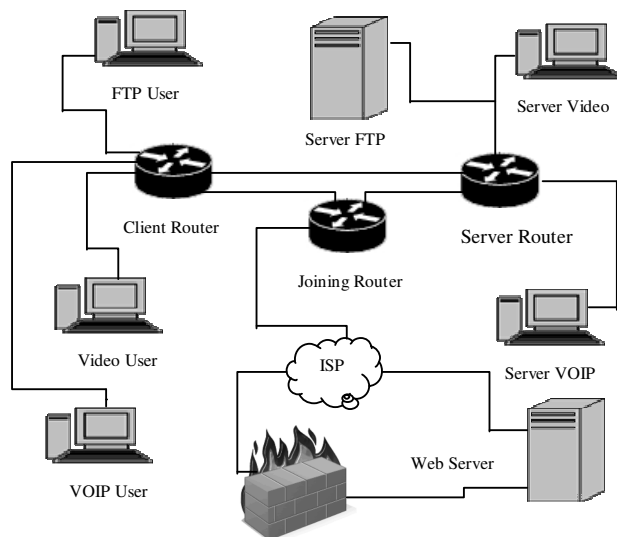 FTP User
Server FTP
Server Video
Client Router
Server Router
Joining Router
Video User
ISP
Server VOIP
Web Server
VOIP User